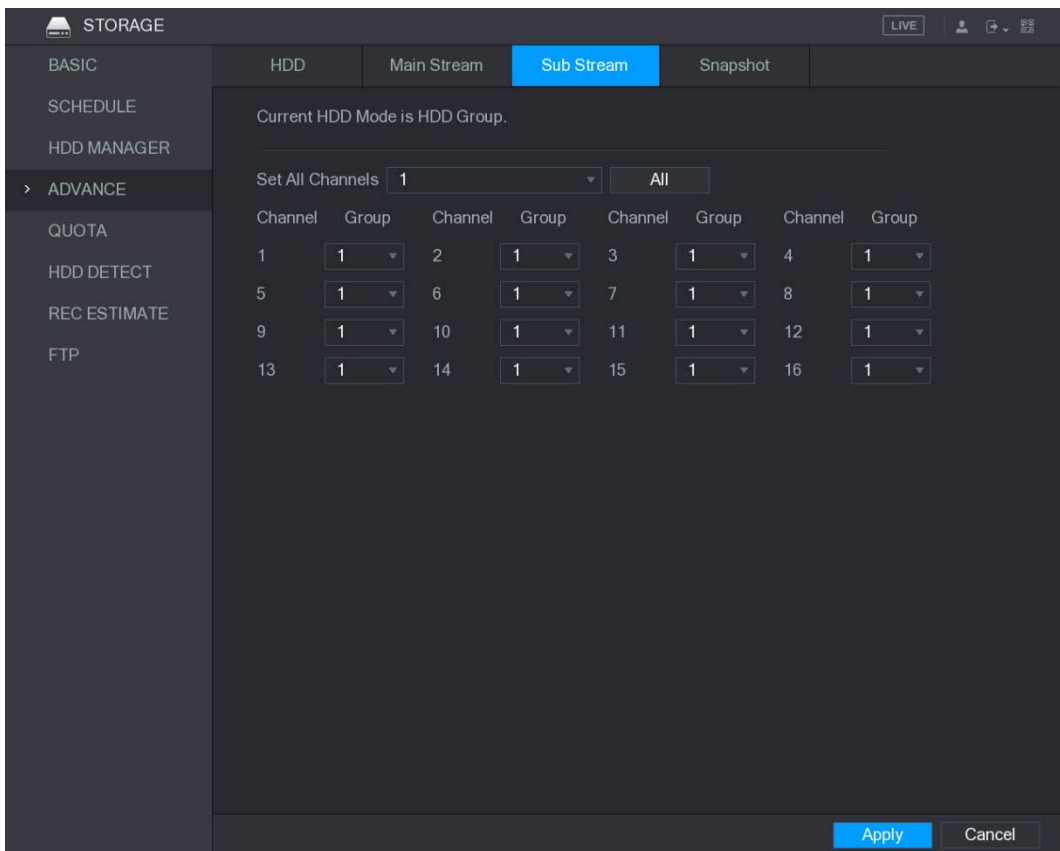 STORAGE LIVE
BASIC
SCHEDULE
HDD MANAGER
> ADVANCE
QUOTA
HDD DETECT
REC ESTIMATE
FTP
HDD Main Stream Sub Stream Snapshot
Current HDD Mode is HDD Group.
Set All Channels 1 All
Channel Group Channel Group Channel Group Channel Group
1 1 2 1 3 1 4 1
5 1 6 1 7 1 8 1
9 1 10 1 11 1 12 1
13 1 14 1 15 1 16 1
Apply Cancel